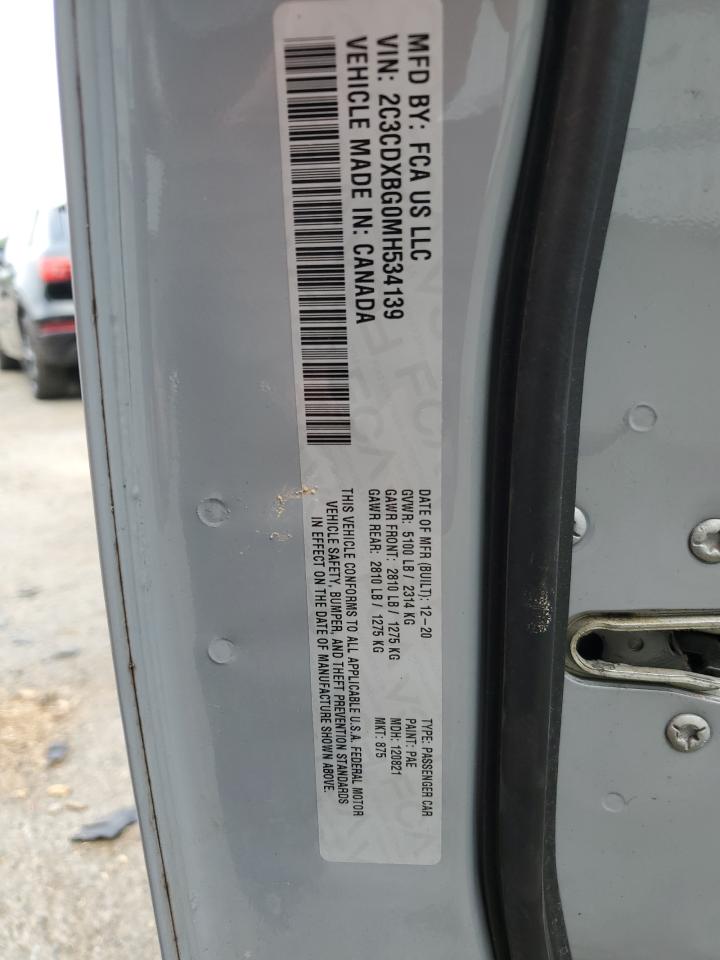 MFD BY: FCA US LLC
VIN: 2C3CDXBG0MH534139
VEHICLE MADE IN: CANADA
DATE OF MFR (BUILT): 12-20
GVWR: 5100 LB / 2314 KG
GAWR FRONT: 2810 LB / 1275 KG
GAWR REAR: 2810 LB / 1275 KG
TYPE: PASSENGER CAR
PAINT: PAE
MDH: 120821
MKT: 875
THIS VEHICLE CONFORMS TO ALL APPLICABLE U.S.A. FEDERAL MOTOR
VEHICLE SAFETY, BUMPER, AND THEFT PREVENTION STANDARDS
IN EFFECT ON THE DATE OF MANUFACTURE SHOWN ABOVE.